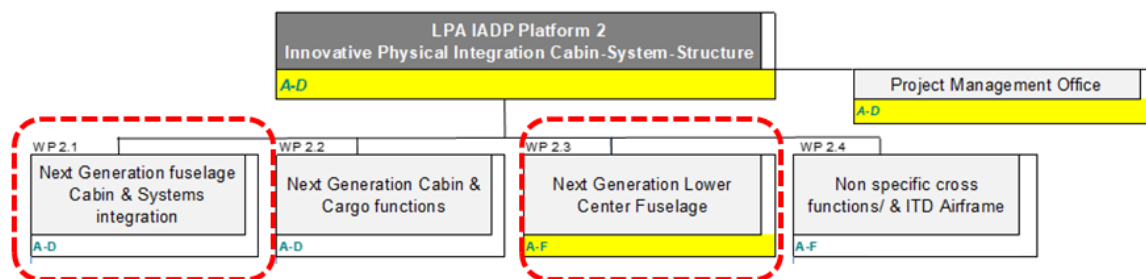 LPA IADP Platform 2
Innovative Physical Integration Cabin-System-Structure
A-D
Project Management Office
A-D
WP 2.1
Next Generation fuselage
Cabin & Systems
integration
A-D
WP 2.2
Next Generation Cabin &
Cargo functions
A-D
WP 2.3
Next Generation Lower
Center Fuselage
A-F
WP 2.4
Non specific cross
functions/ & ITD Airframe
A-F